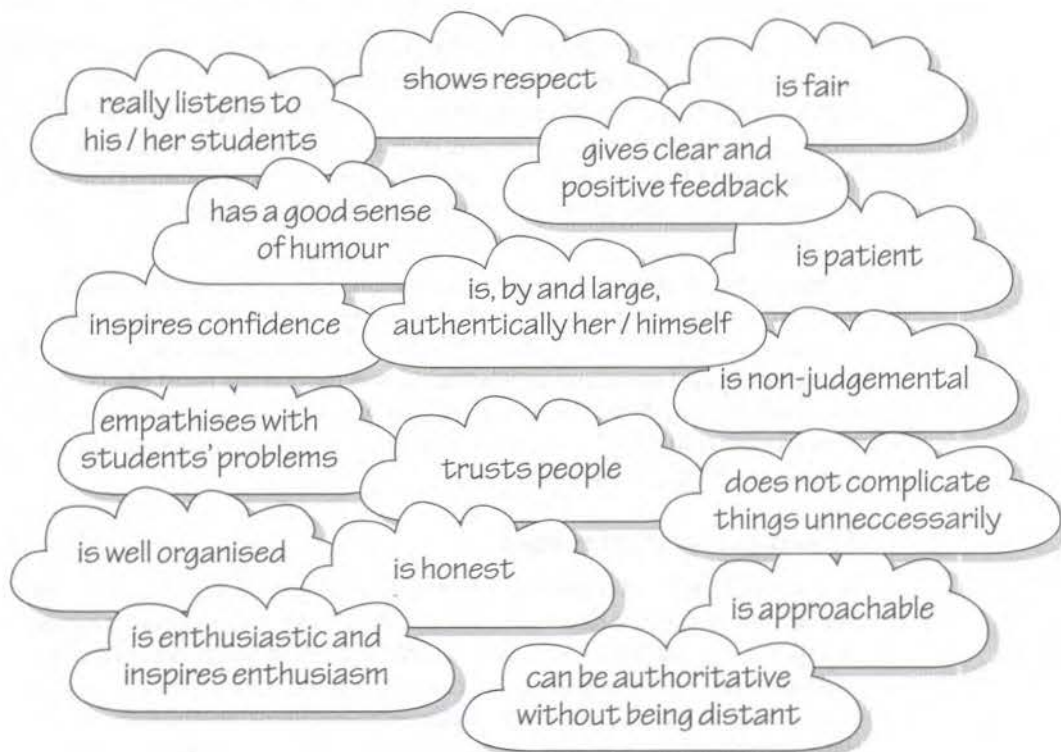 really listens to
his / her students
shows respect
is fair
gives clear and
positive feedback
has a good sense
of humour
is patient
inspires confidence
is, by and large,
authentically her / himself
is non-judgemental
empathises with
students' problems
trusts people
does not complicate
things unneccessarily
is well organised
is honest
is approachable
is enthusiastic and
inspires enthusiasm
can be authoritative
without being distant